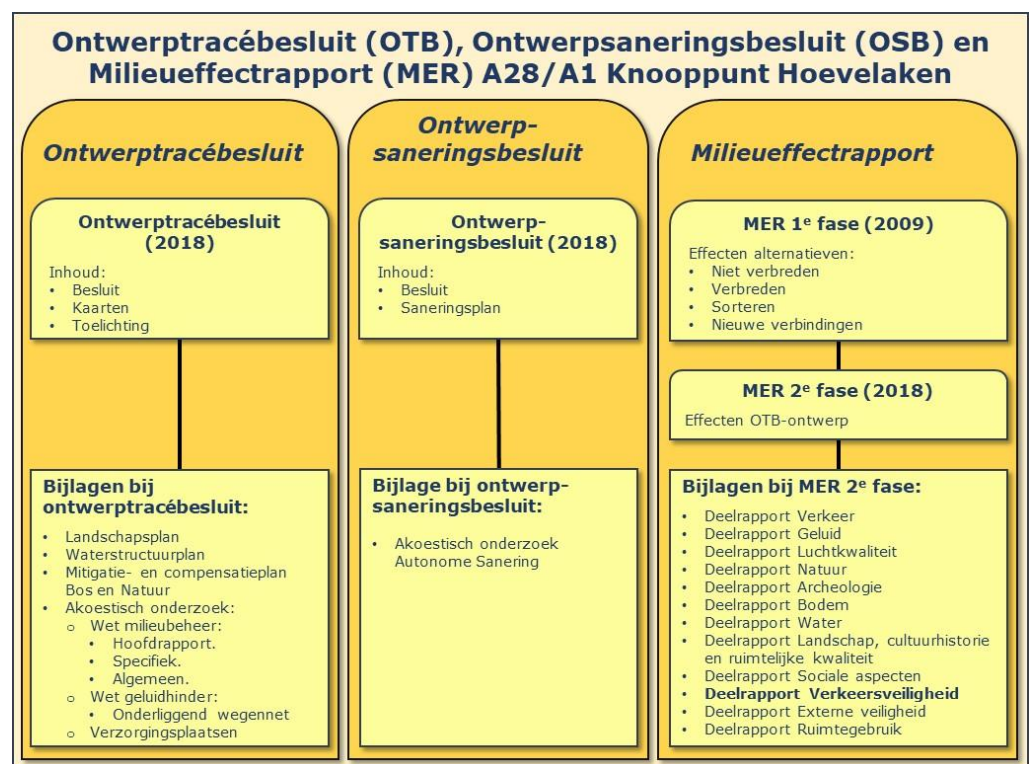 Ontwerptracébesluit (OTB), Ontwerpsaneringsbesluit (OSB) en
Milieueffectrapport (MER) A28/A1 Knooppunt Hoevelaken
Ontwerptracébesluit
Ontwerptracébesluit
(2018)
Inhoud:
• Besluit
• Kaarten
• Toelichting
Bijlagen bij
ontwerptracébesluit:
• Landschapsplan
• Waterstructuurplan
• Mitigatie- en compensatieplan
Bos en Natuur
• Akoestisch onderzoek:
o Wet milieubeheer:
• Hoofdrapport.
• Specifiek.
• Algemeen.
o Wet geluidhinder:
• Onderliggend wegennet
o Verzorgingsplaatsen
Ontwerp-
saneringsbesluit
Ontwerp-
saneringsbesluit (2018)
Inhoud:
• Besluit
• Saneringsplan
Bijlage bij ontwerp-
saneringsbesluit:
• Akoestisch onderzoek
Autonome Sanering
Milieueffectrapport
MER 1e fase (2009)
Effecten alternatieven:
• Niet verbreden
• Verbreden
• Sorteren
• Nieuwe verbindingen
MER 2e fase (2018)
Effecten OTB-ontwerp
Bijlagen bij MER 2e fase:
• Deelrapport Verkeer
• Deelrapport Geluid
• Deelrapport Luchtkwaliteit
• Deelrapport Natuur
• Deelrapport Archeologie
• Deelrapport Bodem
• Deelrapport Water
• Deelrapport Landschap, cultuurhistorie
en ruimtelijke kwaliteit
• Deelrapport Sociale aspecten
• Deelrapport Verkeersveiligheid
• Deelrapport Externe veiligheid
• Deelrapport Ruimtegebruik